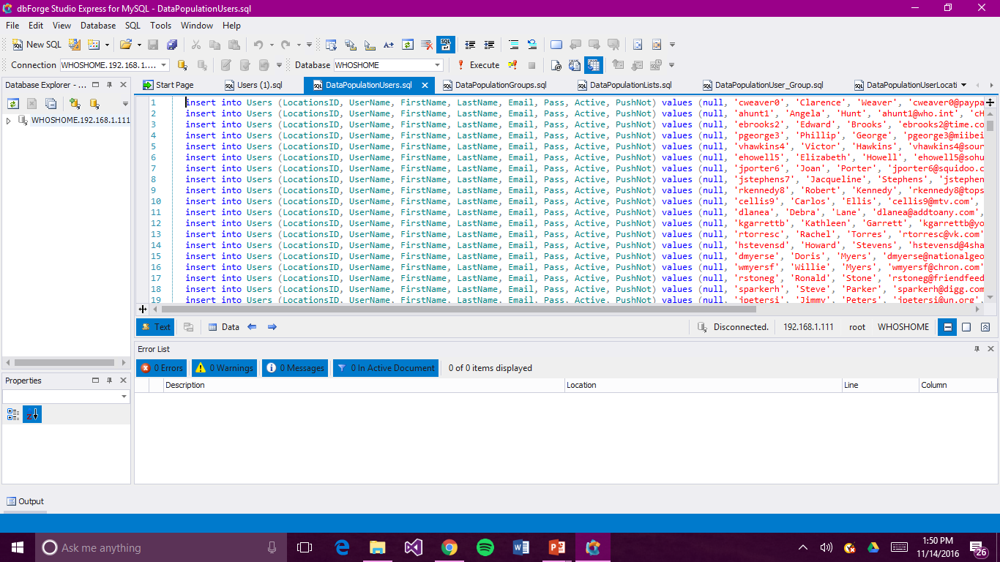 dbForge Studio Express for MySQL - DataPopulationUsers.sql
File Edit View Database SQL Tools Window Help
New SQL
Connection WHOSHOME.192.168.1.... Database WHOSHOME Execute
Database Explorer - ...
WHOSHOME.192.168.1.111
Start Page Users (1).sql DataPopulationUsers.sql DataPopulationGroups.sql DataPopulationLists.sql DataPopulationUser_Group.sql DataPopulationUserLocati
1 insert into Users (LocationsID, UserName, FirstName, LastName, Email, Pass, Active, PushNot) values (null, 'cweaver0', 'Clarence', 'Weaver', 'cweaver0@paypa
2 insert into Users (LocationsID, UserName, FirstName, LastName, Email, Pass, Active, PushNot) values (null, 'ahunt1', 'Angela', 'Hunt', 'ahunt1@who.int', 'cH
3 insert into Users (LocationsID, UserName, FirstName, LastName, Email, Pass, Active, PushNot) values (null, 'ebrooks2', 'Edward', 'Brooks', 'ebrooks2@time.co
4 insert into Users (LocationsID, UserName, FirstName, LastName, Email, Pass, Active, PushNot) values (null, 'pgeorge3', 'Phillip', 'George', 'pgeorge3@miibei
5 insert into Users (LocationsID, UserName, FirstName, LastName, Email, Pass, Active, PushNot) values (null, 'vhawkins4', 'Victor', 'Hawkins', 'vhawkins4@sour
6 insert into Users (LocationsID, UserName, FirstName, LastName, Email, Pass, Active, PushNot) values (null, 'ehowell5', 'Elizabeth', 'Howell', 'ehowell5@sohu
7 insert into Users (LocationsID, UserName, FirstName, LastName, Email, Pass, Active, PushNot) values (null, 'jporter6', 'Joan', 'Porter', 'jporter6@squidoo.c
8 insert into Users (LocationsID, UserName, FirstName, LastName, Email, Pass, Active, PushNot) values (null, 'jstephens7', 'Jacqueline', 'Stephens', 'jstephen
9 insert into Users (LocationsID, UserName, FirstName, LastName, Email, Pass, Active, PushNot) values (null, 'rkennedy8', 'Robert', 'Kennedy', 'rkennedy8@tops
10 insert into Users (LocationsID, UserName, FirstName, LastName, Email, Pass, Active, PushNot) values (null, 'cellis9', 'Carlos', 'Ellis', 'cellis9@mtv.com',
11 insert into Users (LocationsID, UserName, FirstName, LastName, Email, Pass, Active, PushNot) values (null, 'dlanea', 'Debra', 'Lane', 'dlanea@addtoany.com',
12 insert into Users (LocationsID, UserName, FirstName, LastName, Email, Pass, Active, PushNot) values (null, 'kgarrettb', 'Kathleen', 'Garrett', 'kgarrettb@yo
13 insert into Users (LocationsID, UserName, FirstName, LastName, Email, Pass, Active, PushNot) values (null, 'rtorresc', 'Rachel', 'Torres', 'rtorresc@vk.com'
14 insert into Users (LocationsID, UserName, FirstName, LastName, Email, Pass, Active, PushNot) values (null, 'hstevensd', 'Howard', 'Stevens', 'hstevensd@4sha
15 insert into Users (LocationsID, UserName, FirstName, LastName, Email, Pass, Active, PushNot) values (null, 'dmyerse', 'Doris', 'Myers', 'dmyerse@nationalgeo
16 insert into Users (LocationsID, UserName, FirstName, LastName, Email, Pass, Active, PushNot) values (null, 'wmyersf', 'Willie', 'Myers', 'wmyersf@chron.com'
17 insert into Users (LocationsID, UserName, FirstName, LastName, Email, Pass, Active, PushNot) values (null, 'rstoneg', 'Ronald', 'Stone', 'rstoneg@friendfeed
18 insert into Users (LocationsID, UserName, FirstName, LastName, Email, Pass, Active, PushNot) values (null, 'sparkerh', 'Steve', 'Parker', 'sparkerh@digg.com
19 insert into Users (LocationsID, UserName, FirstName, LastName, Email, Pass, Active, PushNot) values (null, 'jpetersi', 'Jimmy', 'Peters', 'jpetersi@un.org',
Text Data Disconnected. 192.168.1.111 root WHOSHOME
Error List
0 Errors 0 Warnings 0 Messages 0 In Active Document 0 of 0 items displayed
Description Location Line Column
Properties
Output
Ask me anything
1:50 PM
11/14/2016
26